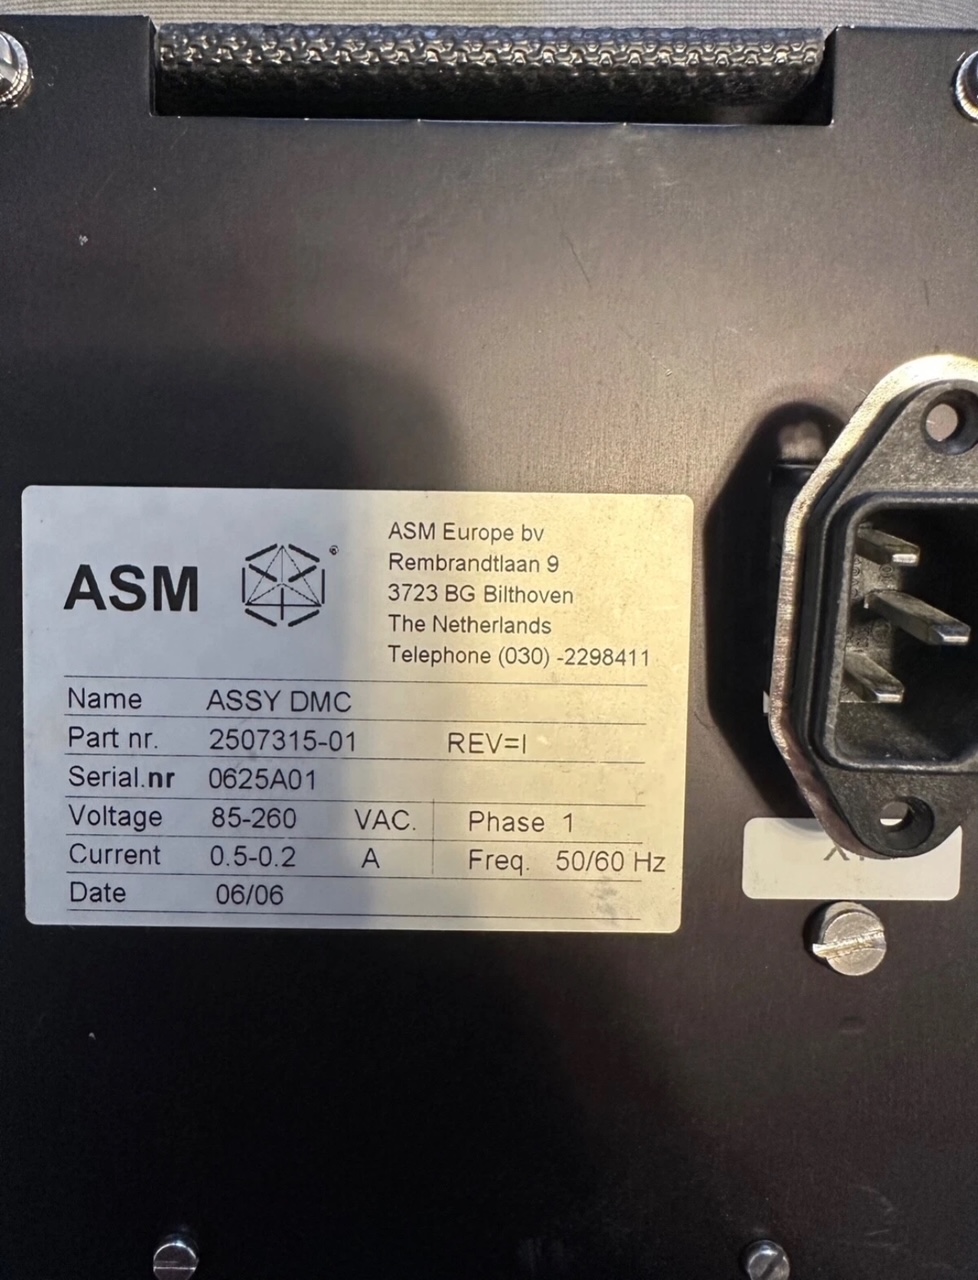 ASM
ASM Europe bv
Rembrandtlaan 9
3723 BG Bilthoven
The Netherlands
Telephone (030) -2298411
Name ASSY DMC
Part nr. 2507315-01 REV=I
Serial.nr 0625A01
Voltage 85-260 VAC. Phase 1
Current 0.5-0.2 A Freq. 50/60 Hz
Date 06/06